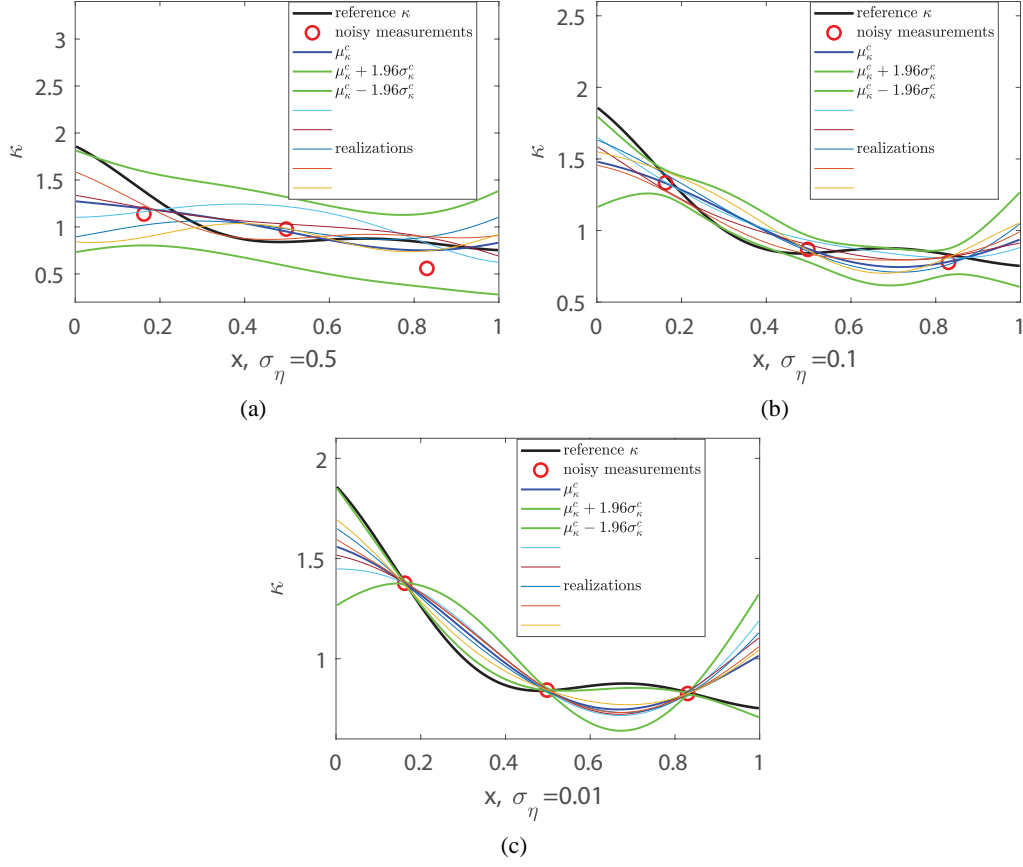 3
2.5
2
1.5
1
0.5
κ
0 0.2 0.4 0.6 0.8 1
x, σ_η=0.5
reference κ
noisy measurements
μ_κ^c
μ_κ^c + 1.96σ_κ^c
μ_κ^c − 1.96σ_κ^c
realizations
(a)
2.5
2
1.5
1
0.5
κ
0 0.2 0.4 0.6 0.8 1
x, σ_η=0.1
reference κ
noisy measurements
μ_κ^c
μ_κ^c + 1.96σ_κ^c
μ_κ^c − 1.96σ_κ^c
realizations
(b)
2
1.5
1
κ
0 0.2 0.4 0.6 0.8 1
x, σ_η=0.01
reference κ
noisy measurements
μ_κ^c
μ_κ^c + 1.96σ_κ^c
μ_κ^c − 1.96σ_κ^c
realizations
(c)